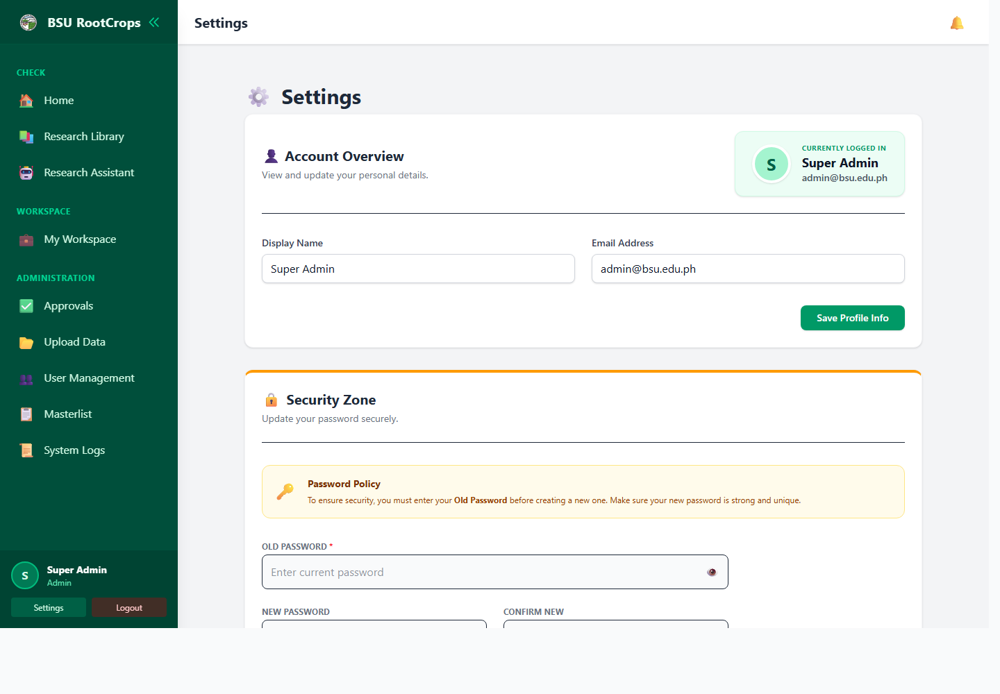 BSU RootCrops
Settings
CHECK
Home
Research Library
Research Assistant
WORKSPACE
My Workspace
ADMINISTRATION
Approvals
Upload Data
User Management
Masterlist
System Logs
S
Super Admin
Admin
Settings
Logout
Settings
Account Overview
View and update your personal details.
S
CURRENTLY LOGGED IN
Super Admin
admin@bsu.edu.ph
Display Name
Super Admin
Email Address
admin@bsu.edu.ph
Save Profile Info
Security Zone
Update your password securely.
Password Policy
To ensure security, you must enter your Old Password before creating a new one. Make sure your new password is strong and unique.
OLD PASSWORD *
Enter current password
NEW PASSWORD
CONFIRM NEW